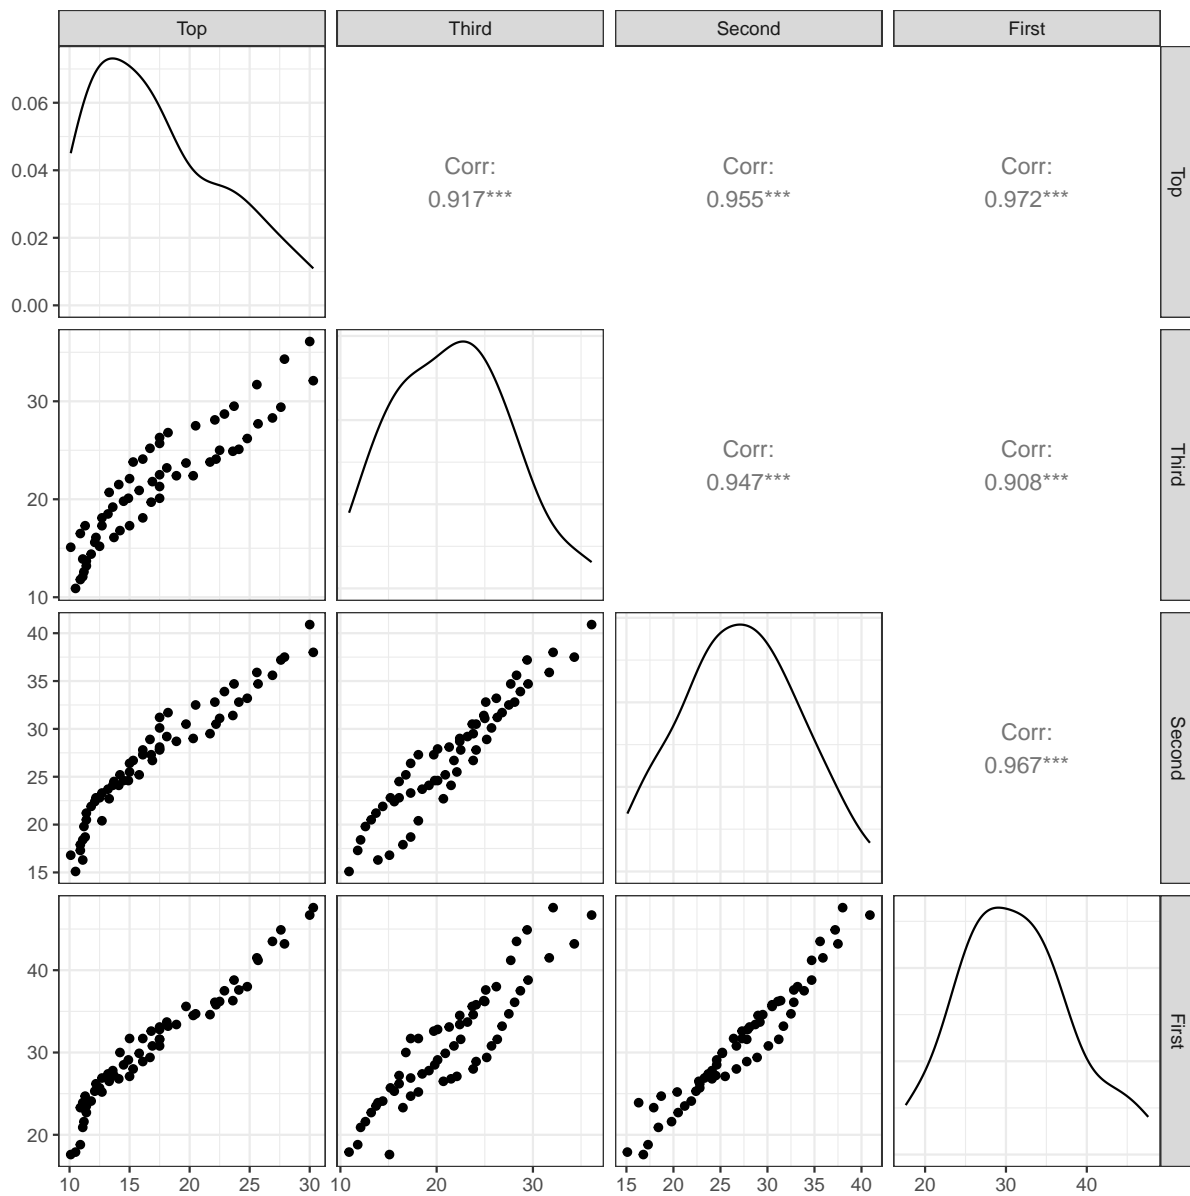 Top Third Second First
0.06
0.04
0.02
0.00
Corr:
0.917***
Corr:
0.955***
Corr:
0.972***
Top
30
20
10
Corr:
0.947***
Corr:
0.908***
Third
40
35
30
25
20
15
Corr:
0.967***
Second
40
30
20
First
10 15 20 25 30 10 20 30 15 20 25 30 35 40 20 30 40